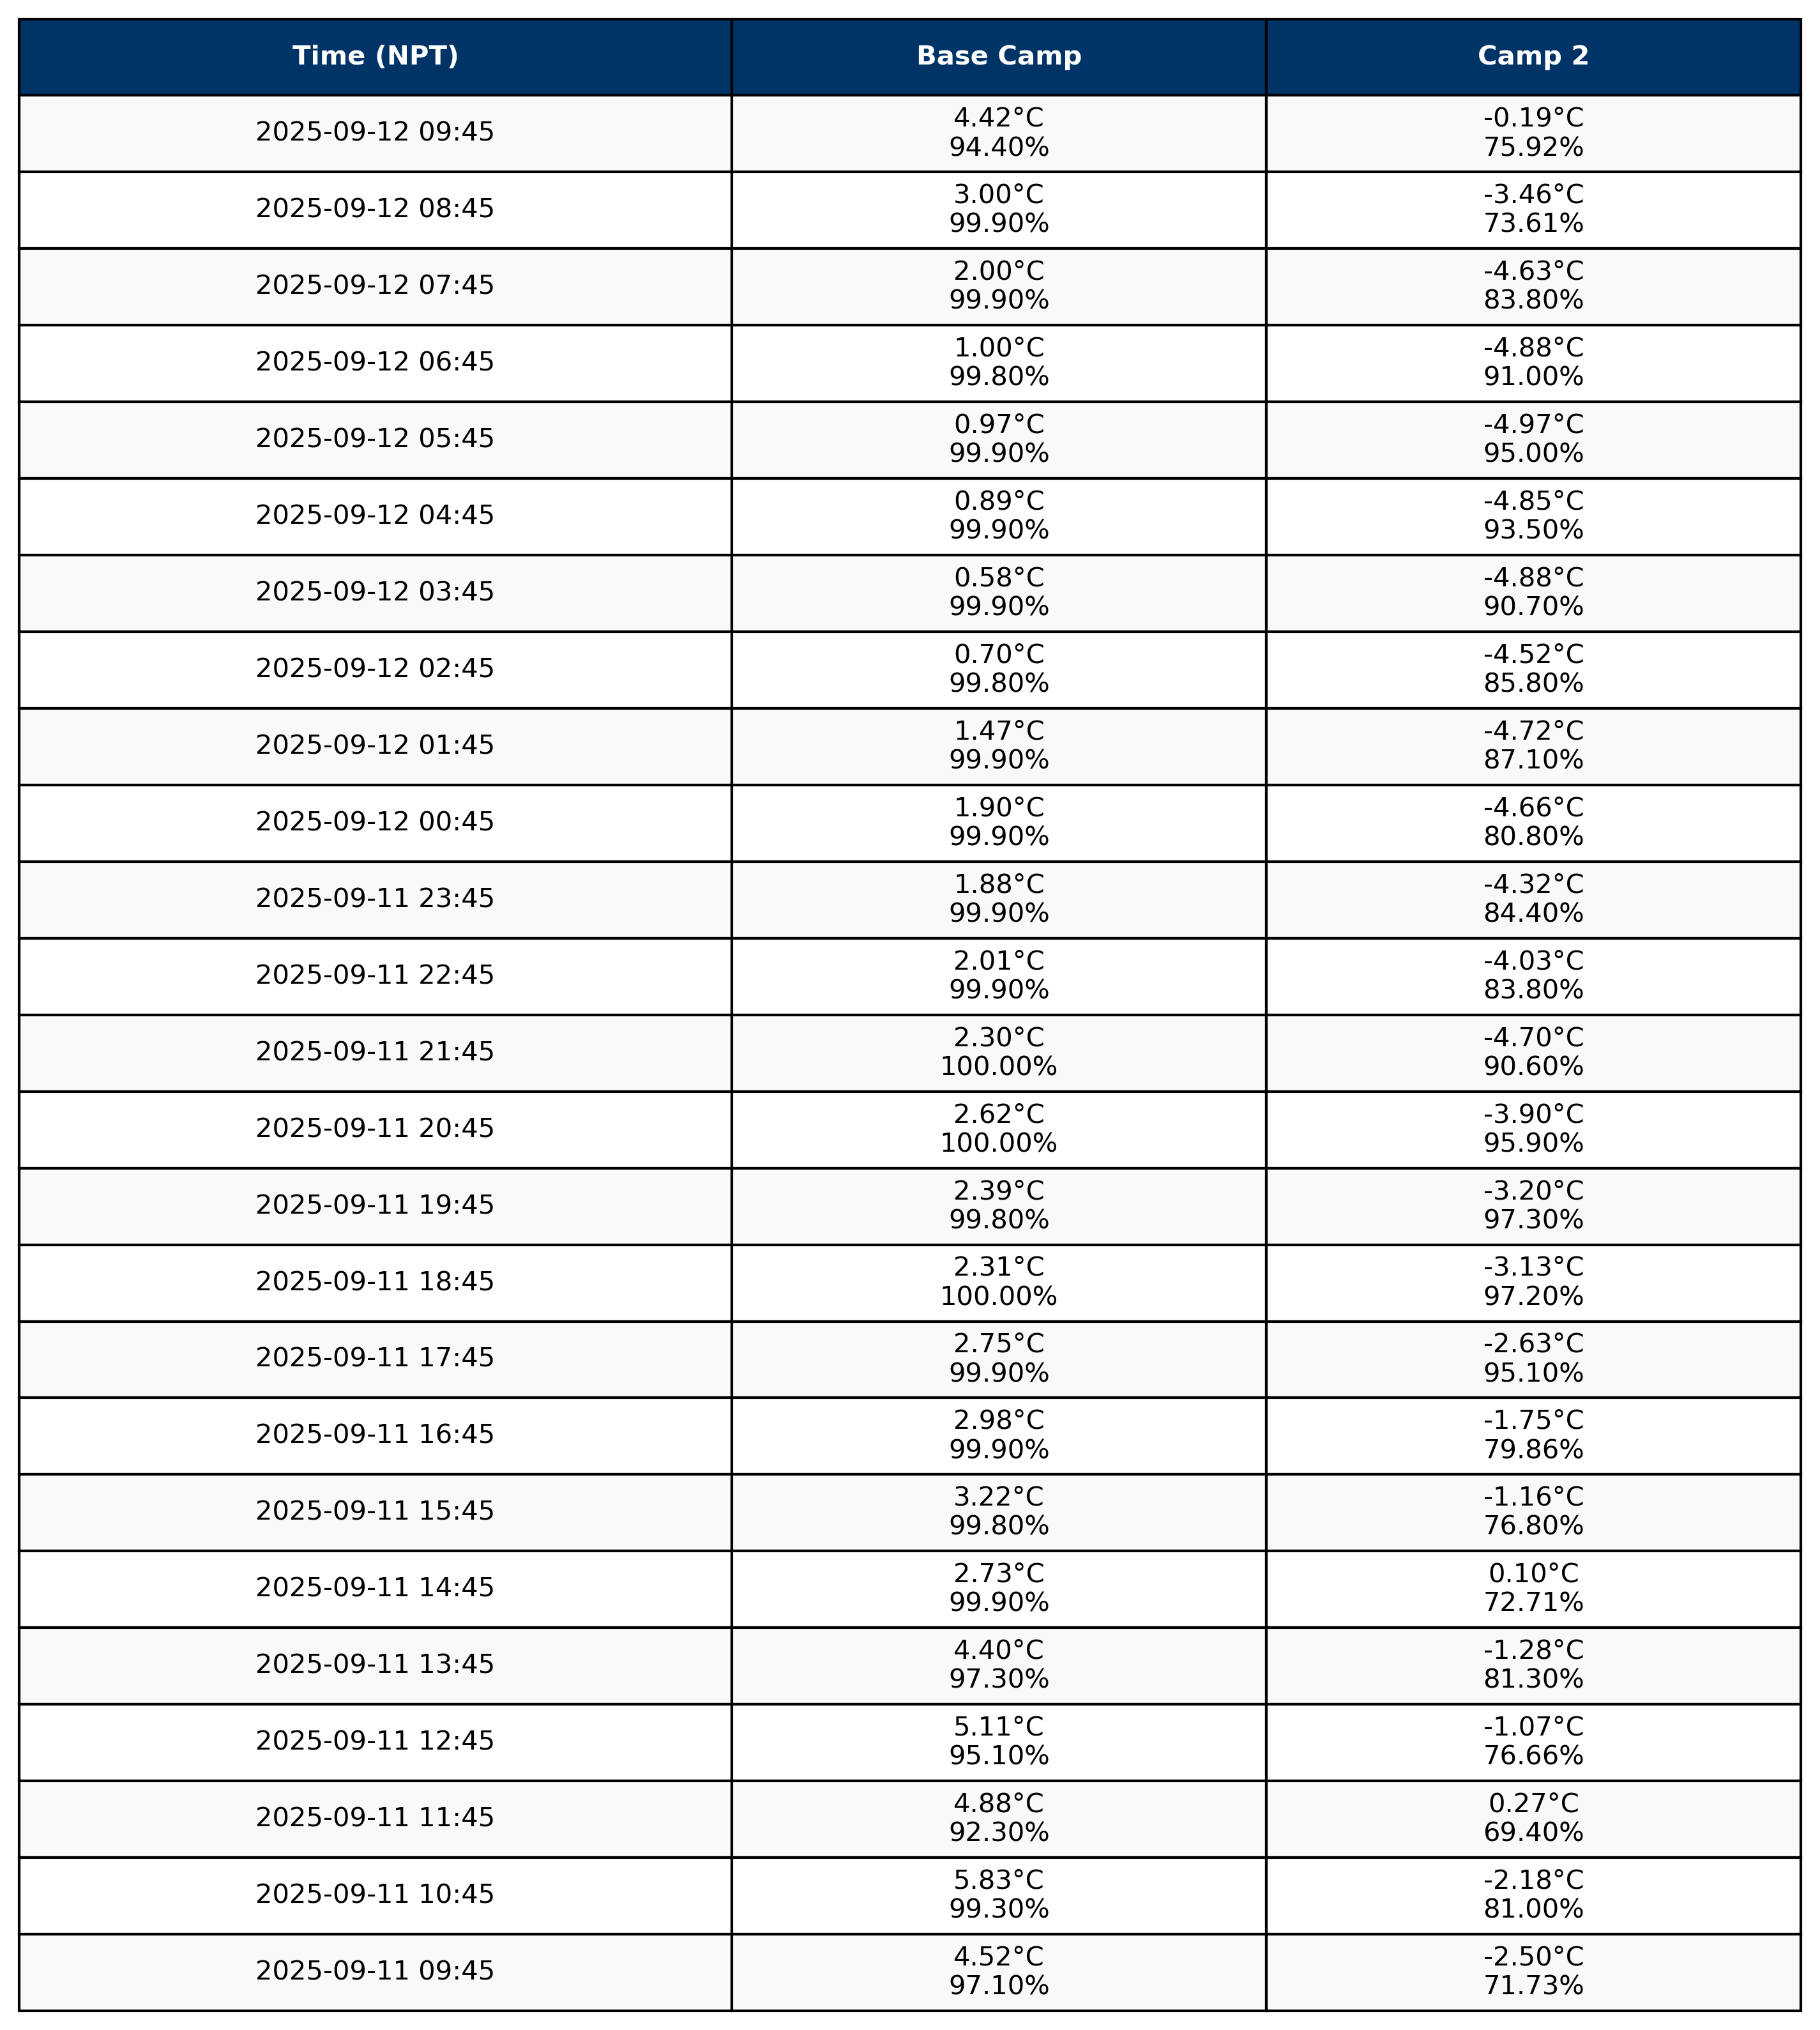 Time (NPT) Base Camp Camp 2
2025-09-12 09:45 4.42°C -0.19°C
94.40% 75.92%
2025-09-12 08:45 3.00°C -3.46°C
99.90% 73.61%
2025-09-12 07:45 2.00°C -4.63°C
99.90% 83.80%
2025-09-12 06:45 1.00°C -4.88°C
99.80% 91.00%
2025-09-12 05:45 0.97°C -4.97°C
99.90% 95.00%
2025-09-12 04:45 0.89°C -4.85°C
99.90% 93.50%
2025-09-12 03:45 0.58°C -4.88°C
99.90% 90.70%
2025-09-12 02:45 0.70°C -4.52°C
99.80% 85.80%
2025-09-12 01:45 1.47°C -4.72°C
99.90% 87.10%
2025-09-12 00:45 1.90°C -4.66°C
99.90% 80.80%
2025-09-11 23:45 1.88°C -4.32°C
99.90% 84.40%
2025-09-11 22:45 2.01°C -4.03°C
99.90% 83.80%
2025-09-11 21:45 2.30°C -4.70°C
100.00% 90.60%
2025-09-11 20:45 2.62°C -3.90°C
100.00% 95.90%
2025-09-11 19:45 2.39°C -3.20°C
99.80% 97.30%
2025-09-11 18:45 2.31°C -3.13°C
100.00% 97.20%
2025-09-11 17:45 2.75°C -2.63°C
99.90% 95.10%
2025-09-11 16:45 2.98°C -1.75°C
99.90% 79.86%
2025-09-11 15:45 3.22°C -1.16°C
99.80% 76.80%
2025-09-11 14:45 2.73°C 0.10°C
99.90% 72.71%
2025-09-11 13:45 4.40°C -1.28°C
97.30% 81.30%
2025-09-11 12:45 5.11°C -1.07°C
95.10% 76.66%
2025-09-11 11:45 4.88°C 0.27°C
92.30% 69.40%
2025-09-11 10:45 5.83°C -2.18°C
99.30% 81.00%
2025-09-11 09:45 4.52°C -2.50°C
97.10% 71.73%